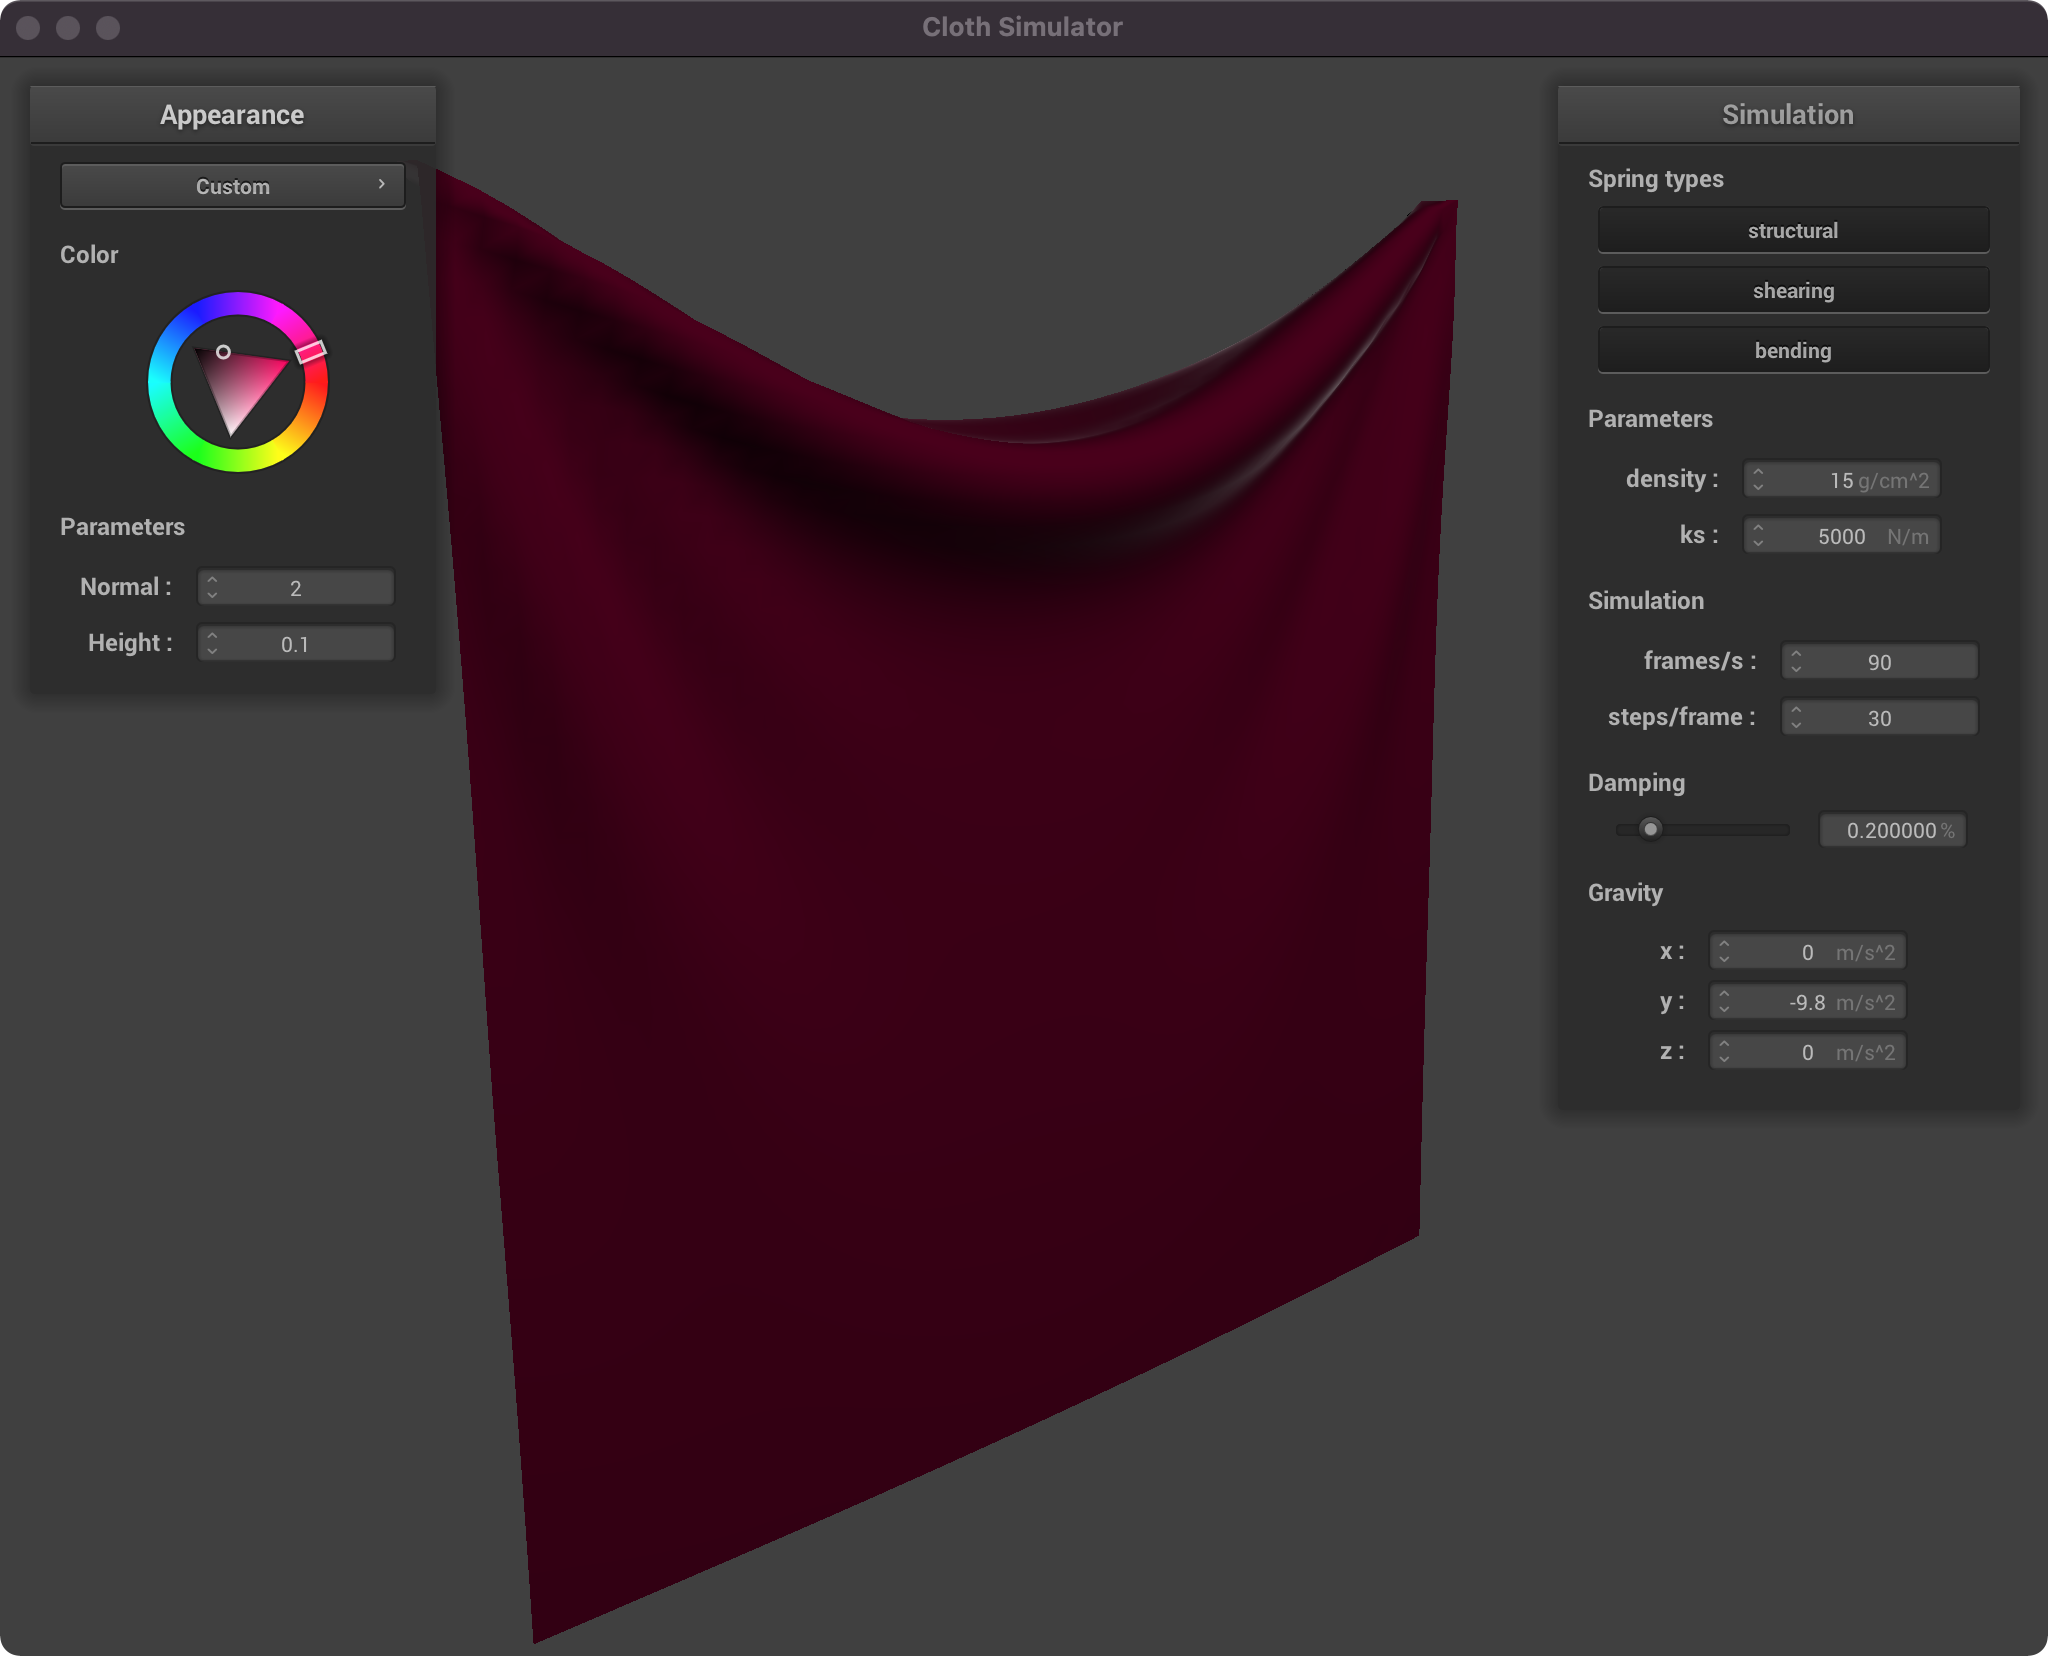 Cloth Simulator
Appearance
Custom
Color
Parameters
Normal : 2
Height : 0.1
Simulation
Spring types
structural
shearing
bending
Parameters
density : 15 g/cm^2
ks : 5000 N/m
Simulation
frames/s : 90
steps/frame : 30
Damping
0.200000 %
Gravity
x : 0 m/s^2
y : -9.8 m/s^2
z : 0 m/s^2